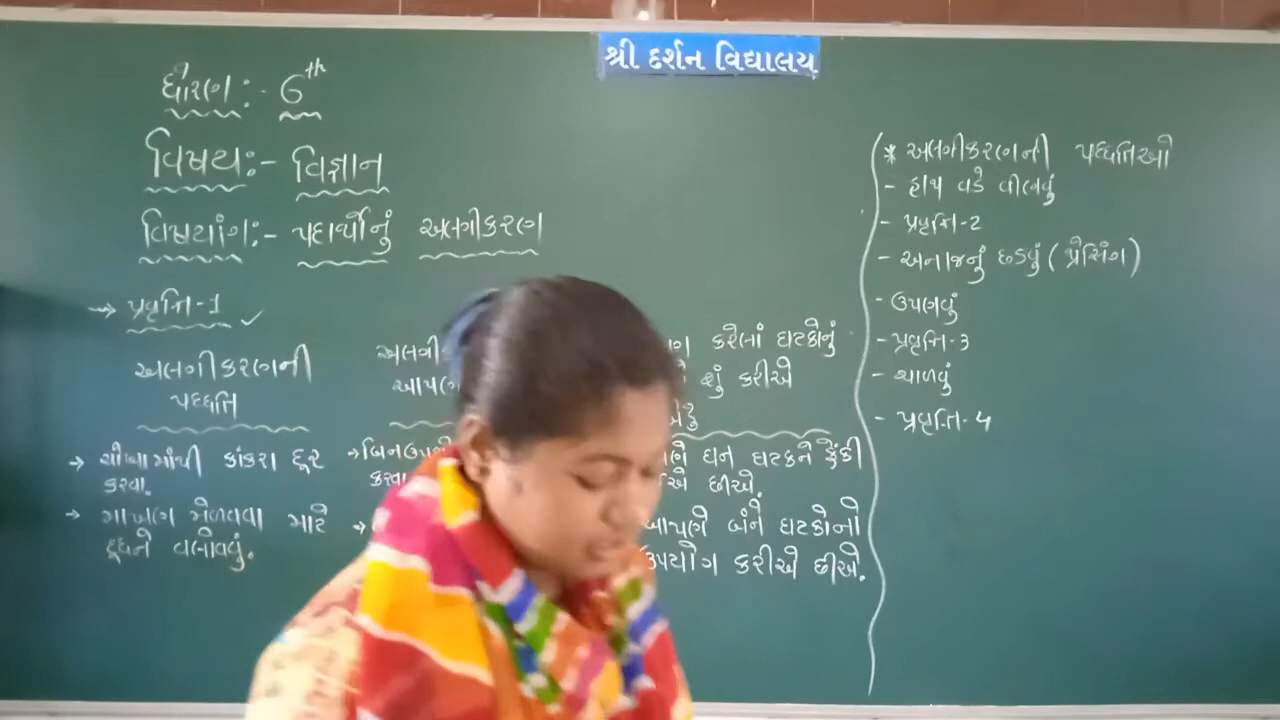 શ્રી દર્શન વિદ્યાલય
ધોરણ:- 6th
વિષય:- વિજ્ઞાન
વિષયાંગ:- પદાર્થોનું અલગીકરણ
→ પ્રવૃત્તિ-1 ✓
અલગીકરણની
પદ્ધતિ
→ ચોખામાંથી કાંકરા દૂર
કરવા.
→ માખણ મેળવવા માટે
દૂધને વલોવવું.
અલગી
આપણ
→ બિનઉપયો
કરવા
કરેલાં ઘટકોનું
શું કરીએ
ઘન ઘટકને ફેંકી
છીએ.
આપણે બંને ઘટકોનો
ઉપયોગ કરીએ છીએ.
* અલગીકરણની પદ્ધતિઓ
- હાથ વડે વીણવું
- પ્રવૃત્તિ-2
- અનાજનું છડવું (થ્રેસિંગ)
- ઉપણવું
- પ્રવૃત્તિ-3
- ચાળવું
- પ્રવૃત્તિ-4